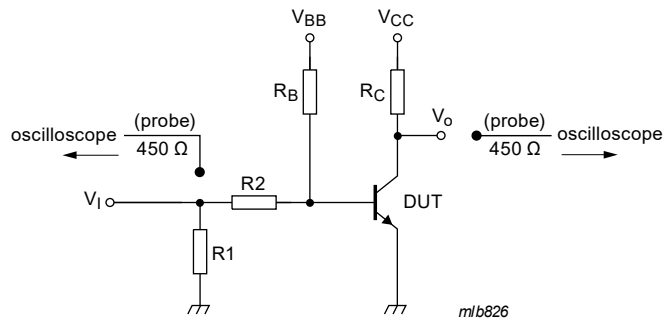 V_BB
V_CC
R_B
R_C
(probe)
450 Ω
oscilloscope
V_o
(probe)
450 Ω
oscilloscope
R2
DUT
V_I
R1
mlb826